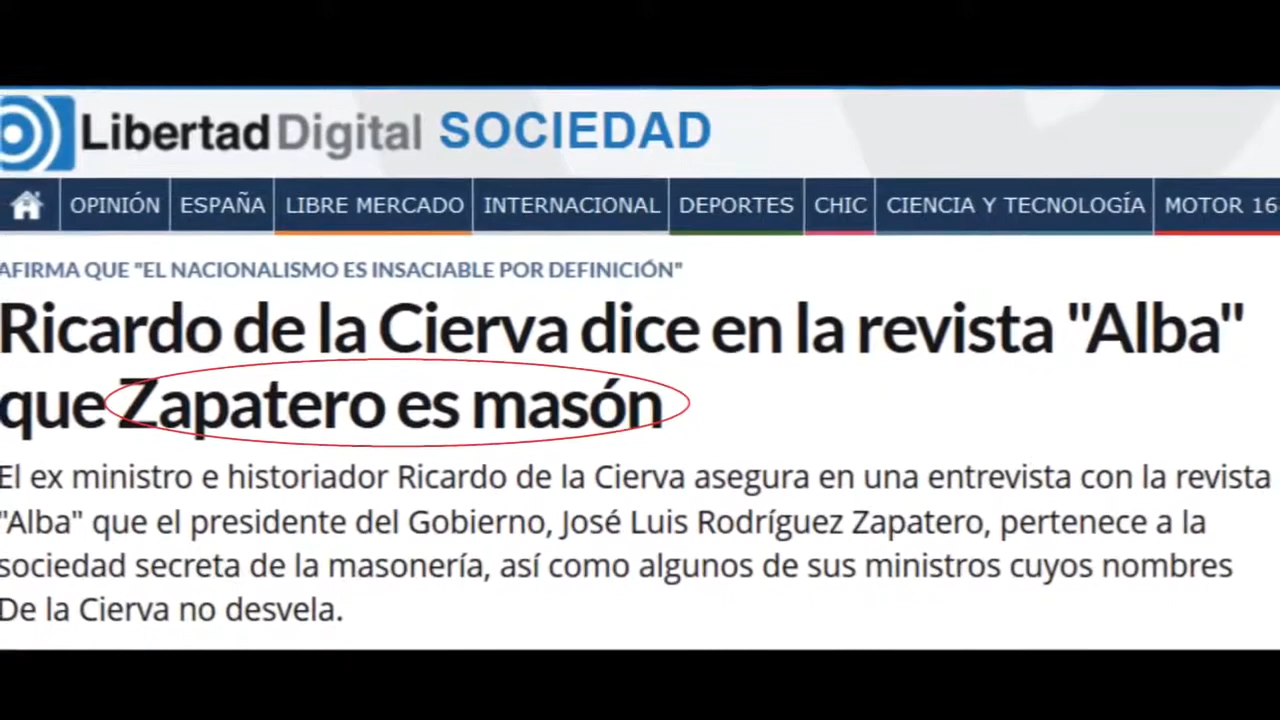 LibertadDigital SOCIEDAD
OPINIÓN ESPAÑA LIBRE MERCADO INTERNACIONAL DEPORTES CHIC CIENCIA Y TECNOLOGÍA MOTOR 16
AFIRMA QUE "EL NACIONALISMO ES INSACIABLE POR DEFINICIÓN"
Ricardo de la Cierva dice en la revista "Alba"
que Zapatero es masón
El ex ministro e historiador Ricardo de la Cierva asegura en una entrevista con la revista
"Alba" que el presidente del Gobierno, José Luis Rodríguez Zapatero, pertenece a la
sociedad secreta de la masonería, así como algunos de sus ministros cuyos nombres
De la Cierva no desvela.